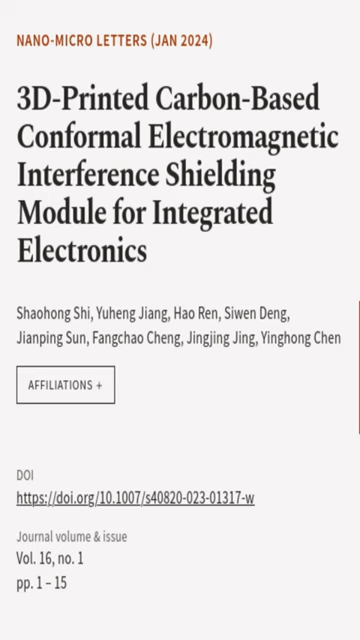 NANO-MICRO LETTERS (JAN 2024)
3D-Printed Carbon-Based
Conformal Electromagnetic
Interference Shielding
Module for Integrated
Electronics
Shaohong Shi, Yuheng Jiang, Hao Ren, Siwen Deng,
Jianping Sun, Fangchao Cheng, Jingjing Jing, Yinghong Chen
AFFILIATIONS +
DOI
https://doi.org/10.1007/s40820-023-01317-w
Journal volume & issue
Vol. 16, no. 1
pp. 1 – 15